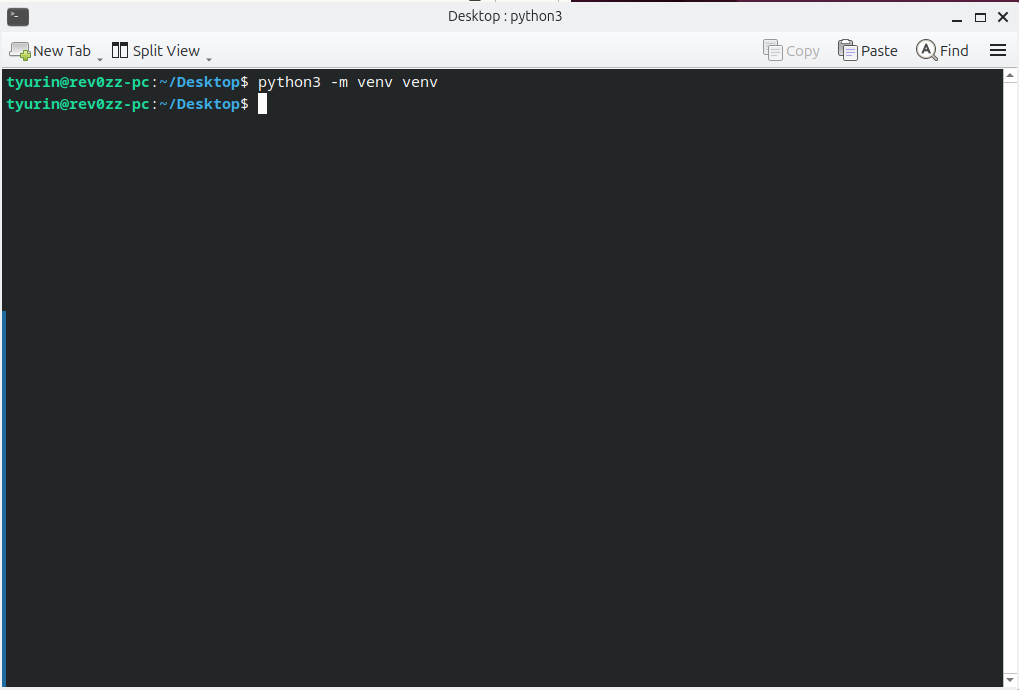 Desktop : python3
New Tab Split View Copy Paste Find
tyurin@rev0zz-pc:~/Desktop$ python3 -m venv venv
tyurin@rev0zz-pc:~/Desktop$